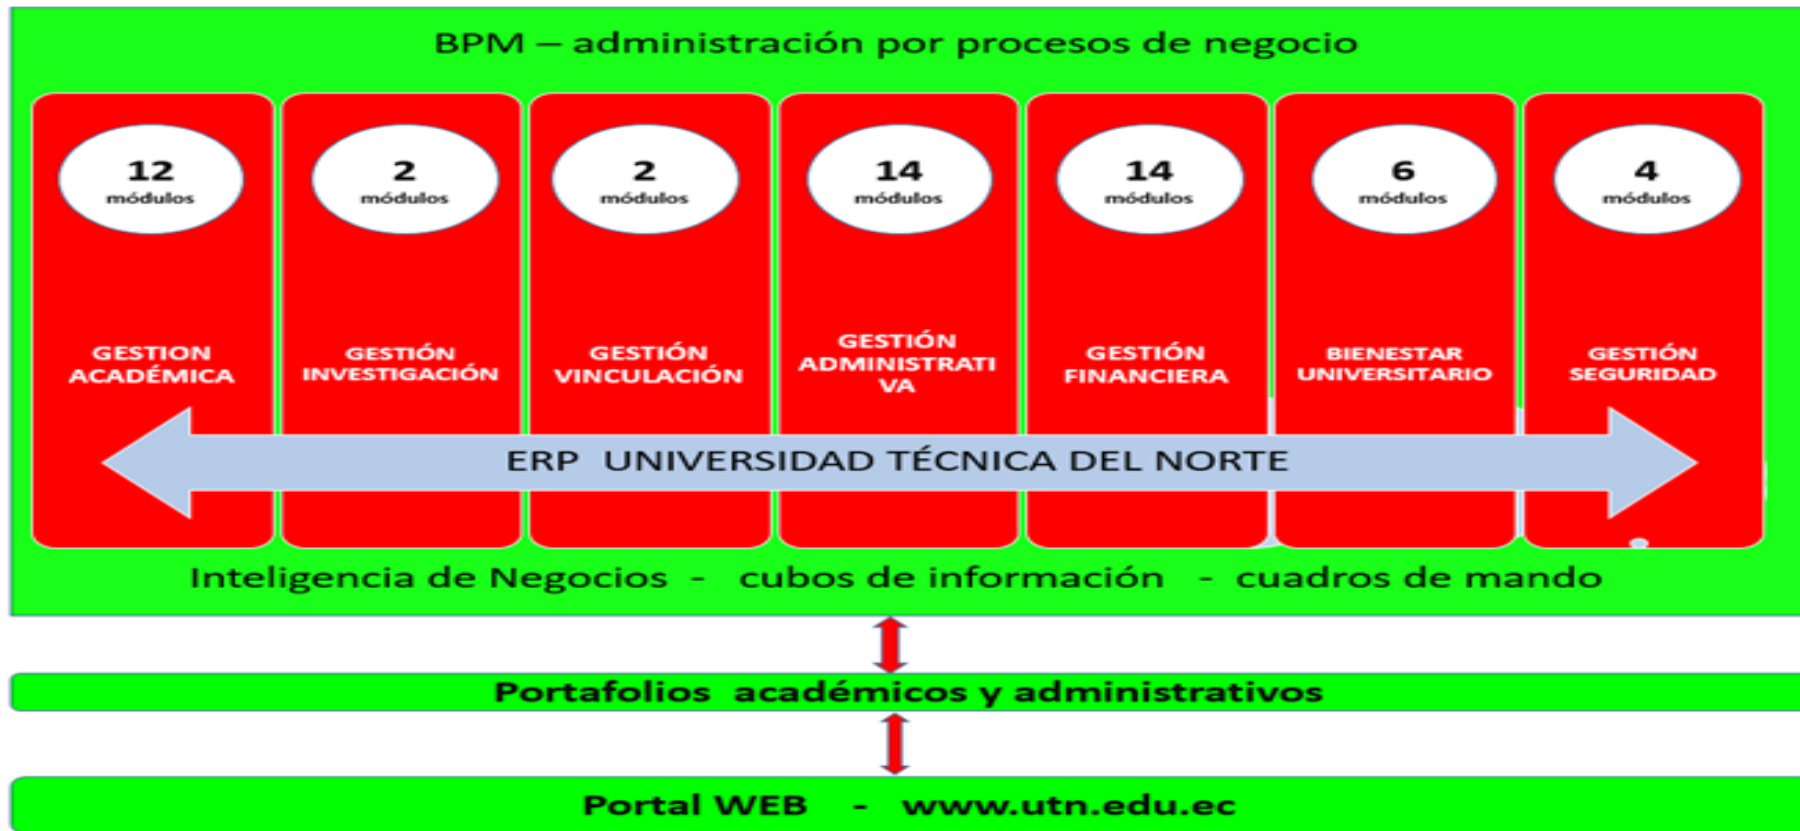 BPM – administración por procesos de negocio
12
módulos
GESTION
ACADÉMICA
2
módulos
GESTIÓN
INVESTIGACIÓN
2
módulos
GESTIÓN
VINCULACIÓN
14
módulos
GESTIÓN
ADMINISTRATI
VA
14
módulos
GESTIÓN
FINANCIERA
6
módulos
BIENESTAR
UNIVERSITARIO
4
módulos
GESTIÓN
SEGURIDAD
ERP UNIVERSIDAD TÉCNICA DEL NORTE
Inteligencia de Negocios - cubos de información - cuadros de mando
Portafolios académicos y administrativos
Portal WEB - www.utn.edu.ec